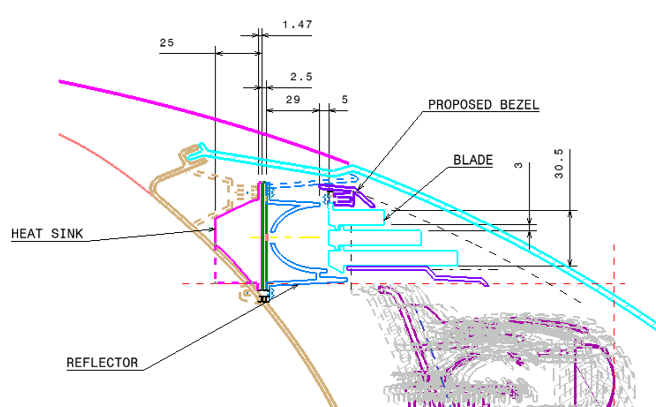 1.47
25
2.5
29
5
PROPOSED BEZEL
BLADE
3
30.5
HEAT SINK
REFLECTOR